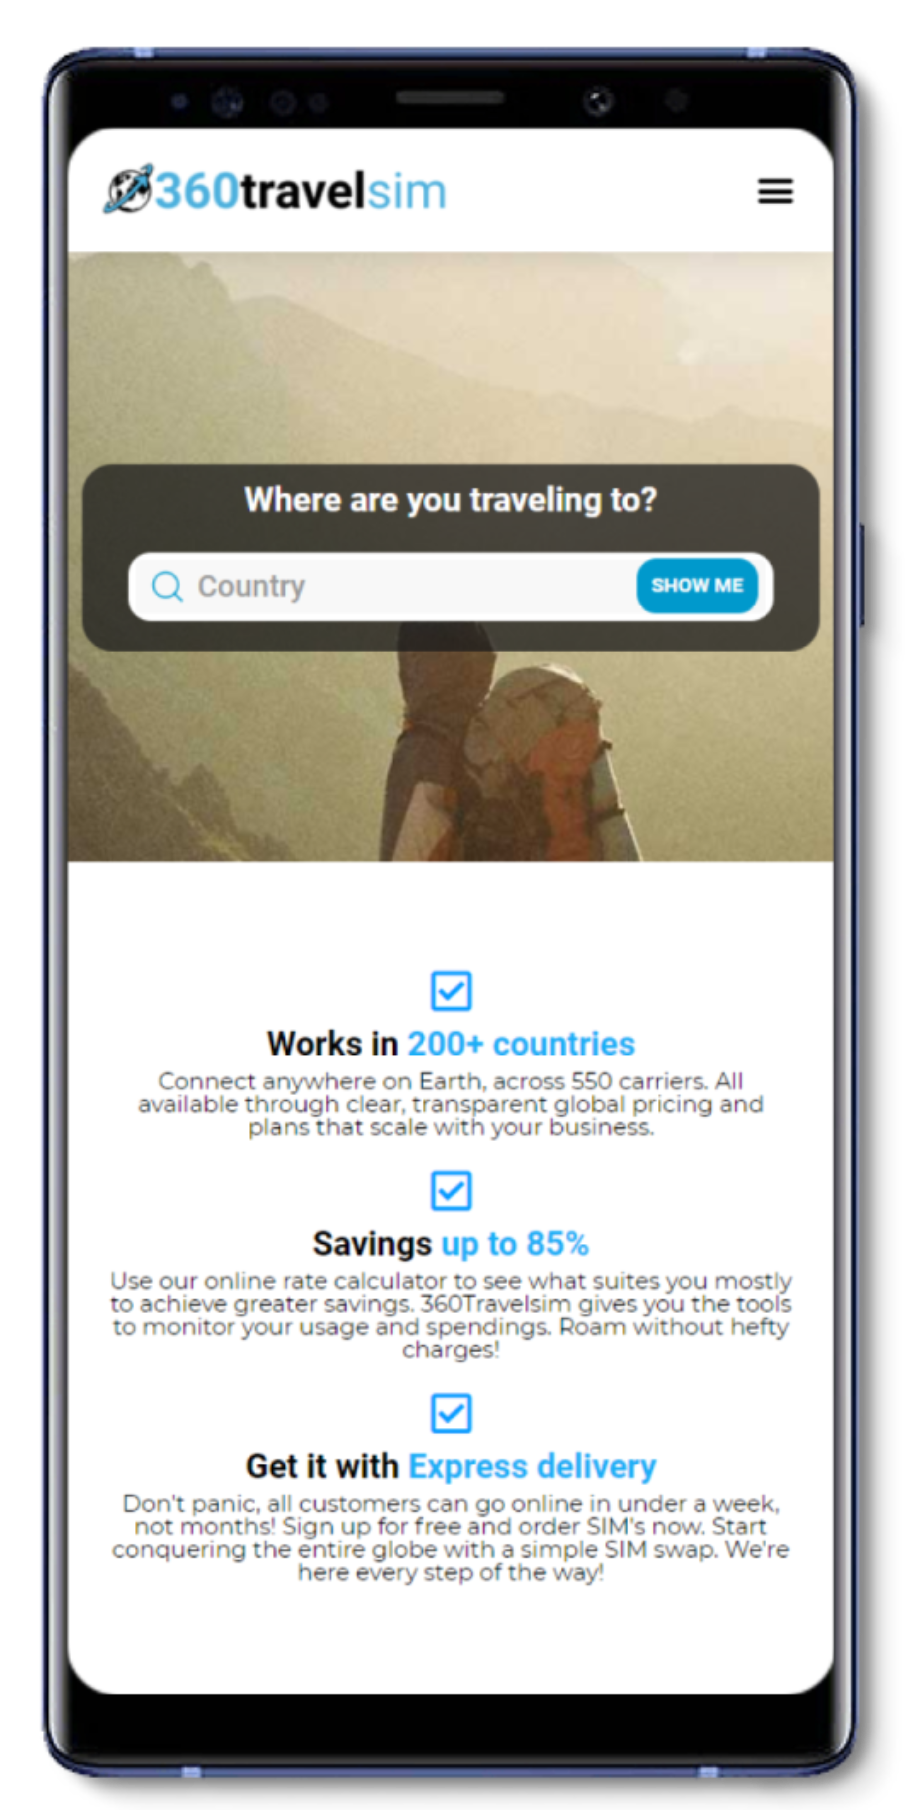 360travelsim
Where are you traveling to?
Country
SHOW ME
Works in 200+ countries
Connect anywhere on Earth, across 550 carriers. All
available through clear, transparent global pricing and
plans that scale with your business.
Savings up to 85%
Use our online rate calculator to see what suites you mostly
to achieve greater savings. 360Travelsim gives you the tools
to monitor your usage and spendings. Roam without hefty
charges!
Get it with Express delivery
Don't panic, all customers can go online in under a week,
not months! Sign up for free and order SIM's now. Start
conquering the entire globe with a simple SIM swap. We're
here every step of the way!